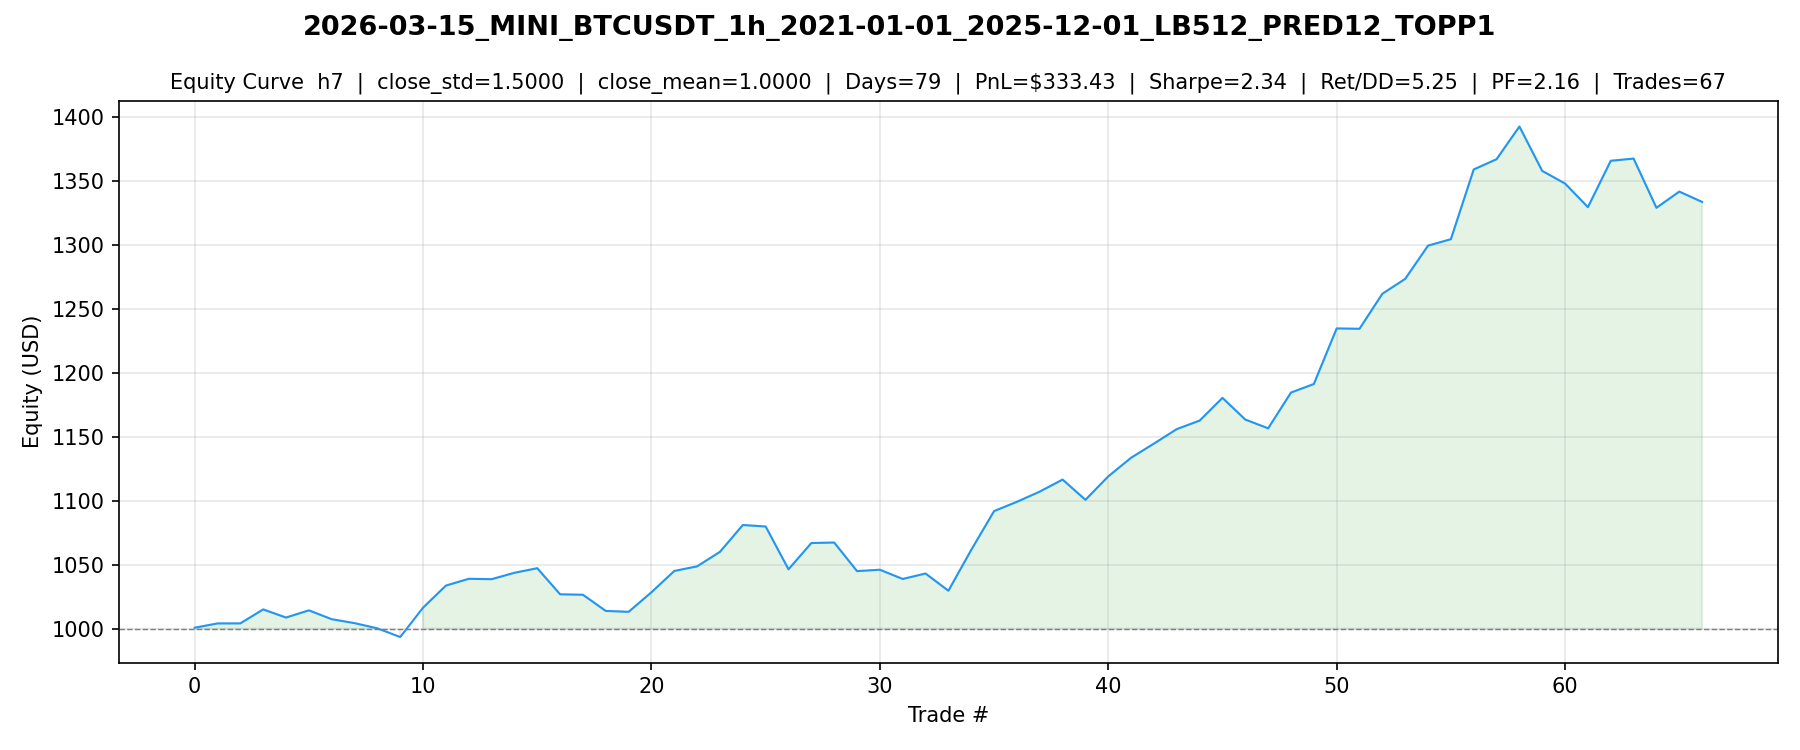 2026-03-15_MINI_BTCUSDT_1h_2021-01-01_2025-12-01_LB512_PRED12_TOPP1
Equity Curve  h7  |  close_std=1.5000  |  close_mean=1.0000  |  Days=79  |  PnL=$333.43  |  Sharpe=2.34  |  Ret/DD=5.25  |  PF=2.16  |  Trades=67
1400
1350
1300
1250
1200
1150
1100
1050
1000
Equity (USD)
0 10 20 30 40 50 60
Trade #